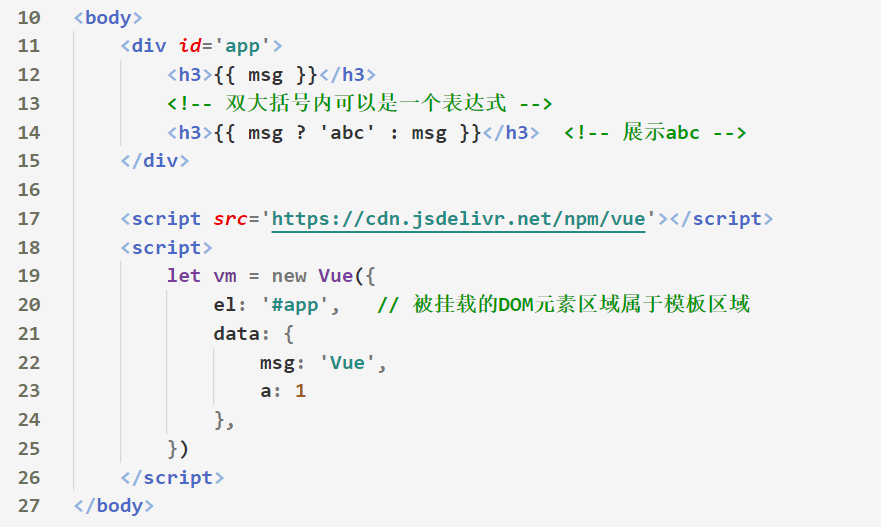 10 <body>
11     <div id='app'>
12         <h3>{{ msg }}</h3>
13         <!-- 双大括号内可以是一个表达式 -->
14         <h3>{{ msg ? 'abc' : msg }}</h3>  <!-- 展示abc -->
15     </div>
16
17     <script src='https://cdn.jsdelivr.net/npm/vue'></script>
18     <script>
19         let vm = new Vue({
20             el: '#app',   // 被挂载的DOM元素区域属于模板区域
21             data: {
22                 msg: 'Vue',
23                 a: 1
24             },
25         })
26     </script>
27 </body>